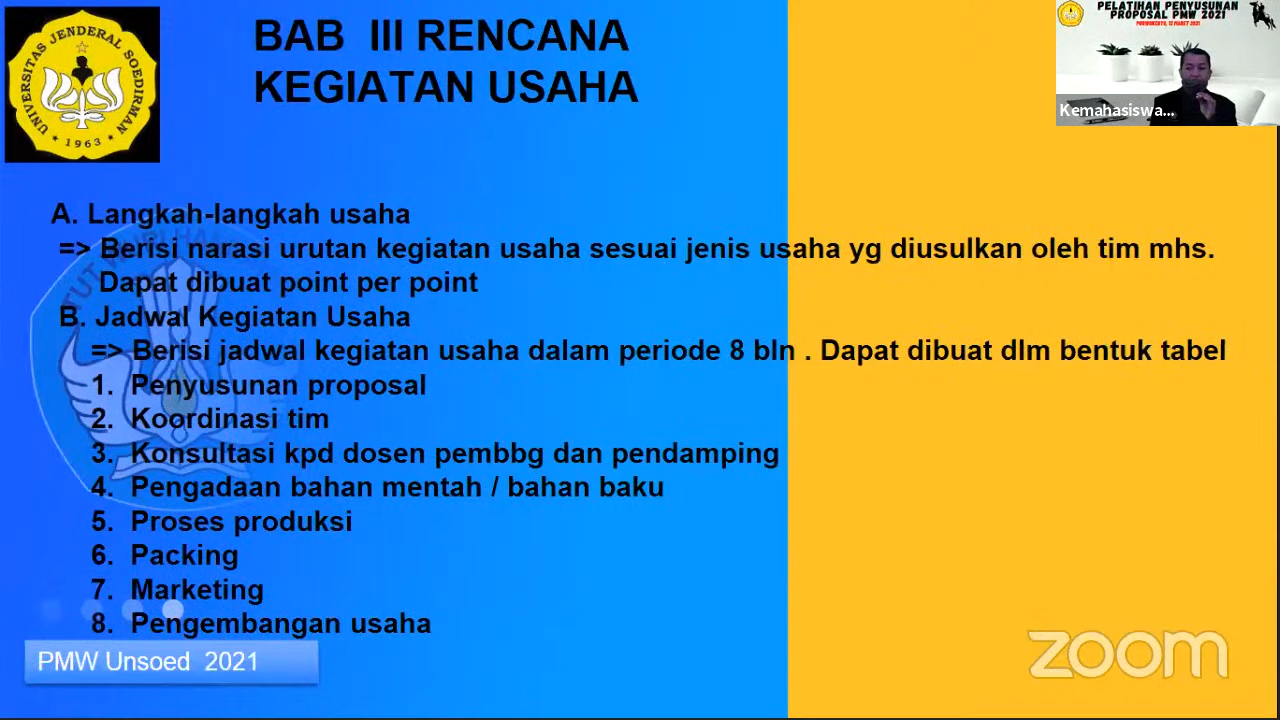 BAB III RENCANA
KEGIATAN USAHA
UNIVERSITAS JENDERAL SOEDIRMAN
1963
PELATIHAN PENYUSUNAN
PROPOSAL PMW 2021
PURWOKERTO, 12 MARET 2021
Kemahasiswa...
A. Langkah-langkah usaha
=> Berisi narasi urutan kegiatan usaha sesuai jenis usaha yg diusulkan oleh tim mhs.
Dapat dibuat point per point
B. Jadwal Kegiatan Usaha
=> Berisi jadwal kegiatan usaha dalam periode 8 bln . Dapat dibuat dlm bentuk tabel
1. Penyusunan proposal
2. Koordinasi tim
3. Konsultasi kpd dosen pembbg dan pendamping
4. Pengadaan bahan mentah / bahan baku
5. Proses produksi
6. Packing
7. Marketing
8. Pengembangan usaha
PMW Unsoed 2021
zoom